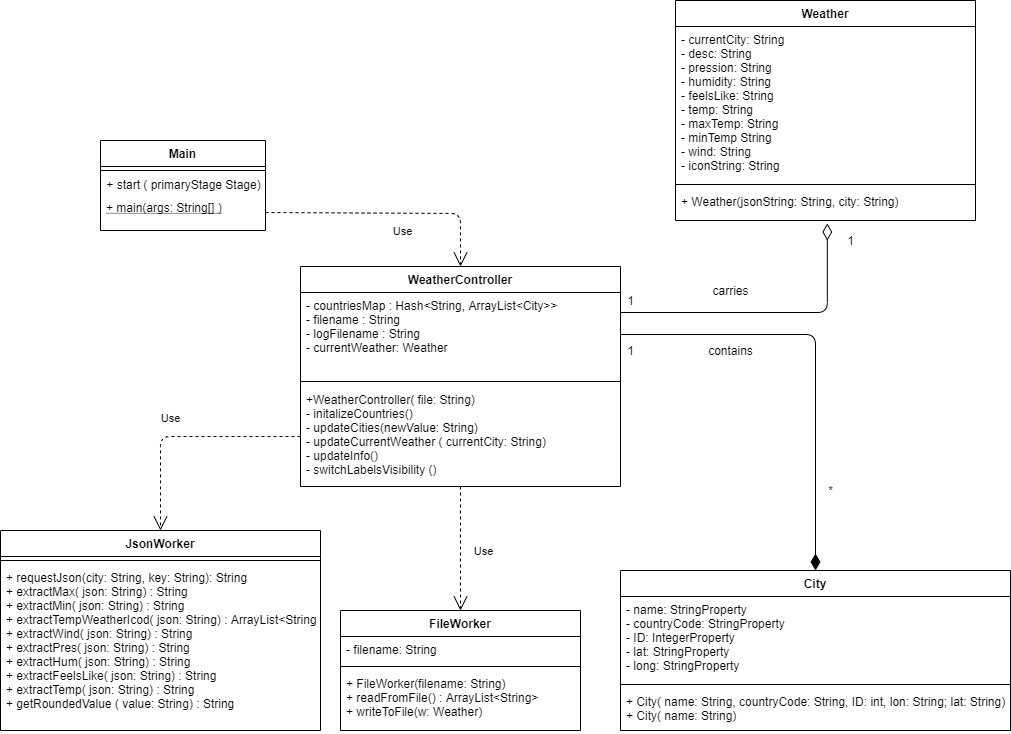 Weather
- currentCity: String
- desc: String
- pression: String
- humidity: String
- feelsLike: String
- temp: String
- maxTemp: String
- minTemp String
- wind: String
- iconString: String
+ Weather(jsonString: String, city: String)
Main
+ start ( primaryStage Stage)
+ main(args: String[] )
Use
1
carries
1
WeatherController
- countriesMap : Hash<String, ArrayList<City>>
- filename : String
- logFilename : String
- currentWeather: Weather
+WeatherController( file: String)
- initalizeCountries()
- updateCities(newValue: String)
- updateCurrentWeather ( currentCity: String)
- updateInfo()
- switchLabelsVisibility ()
1
contains
*
Use
Use
JsonWorker
+ requestJson(city: String, key: String): String
+ extractMax( json: String) : String
+ extractMin( json: String) : String
+ extractTempWeatherIcod( json: String) : ArrayList<String
+ extractWind( json: String) : String
+ extractPres( json: String) : String
+ extractHum( json: String) : String
+ extractFeelsLike( json: String) : String
+ extractTemp( json: String) : String
+ getRoundedValue ( value: String) : String
FileWorker
- filename: String
+ FileWorker(filename: String)
+ readFromFile() : ArrayList<String>
+ writeToFile(w: Weather)
City
- name: StringProperty
- countryCode: StringProperty
- ID: IntegerProperty
- lat: StringProperty
- long: StringProperty
+ City( name: String, countryCode: String, ID: int, lon: String; lat: String)
+ City( name: String)